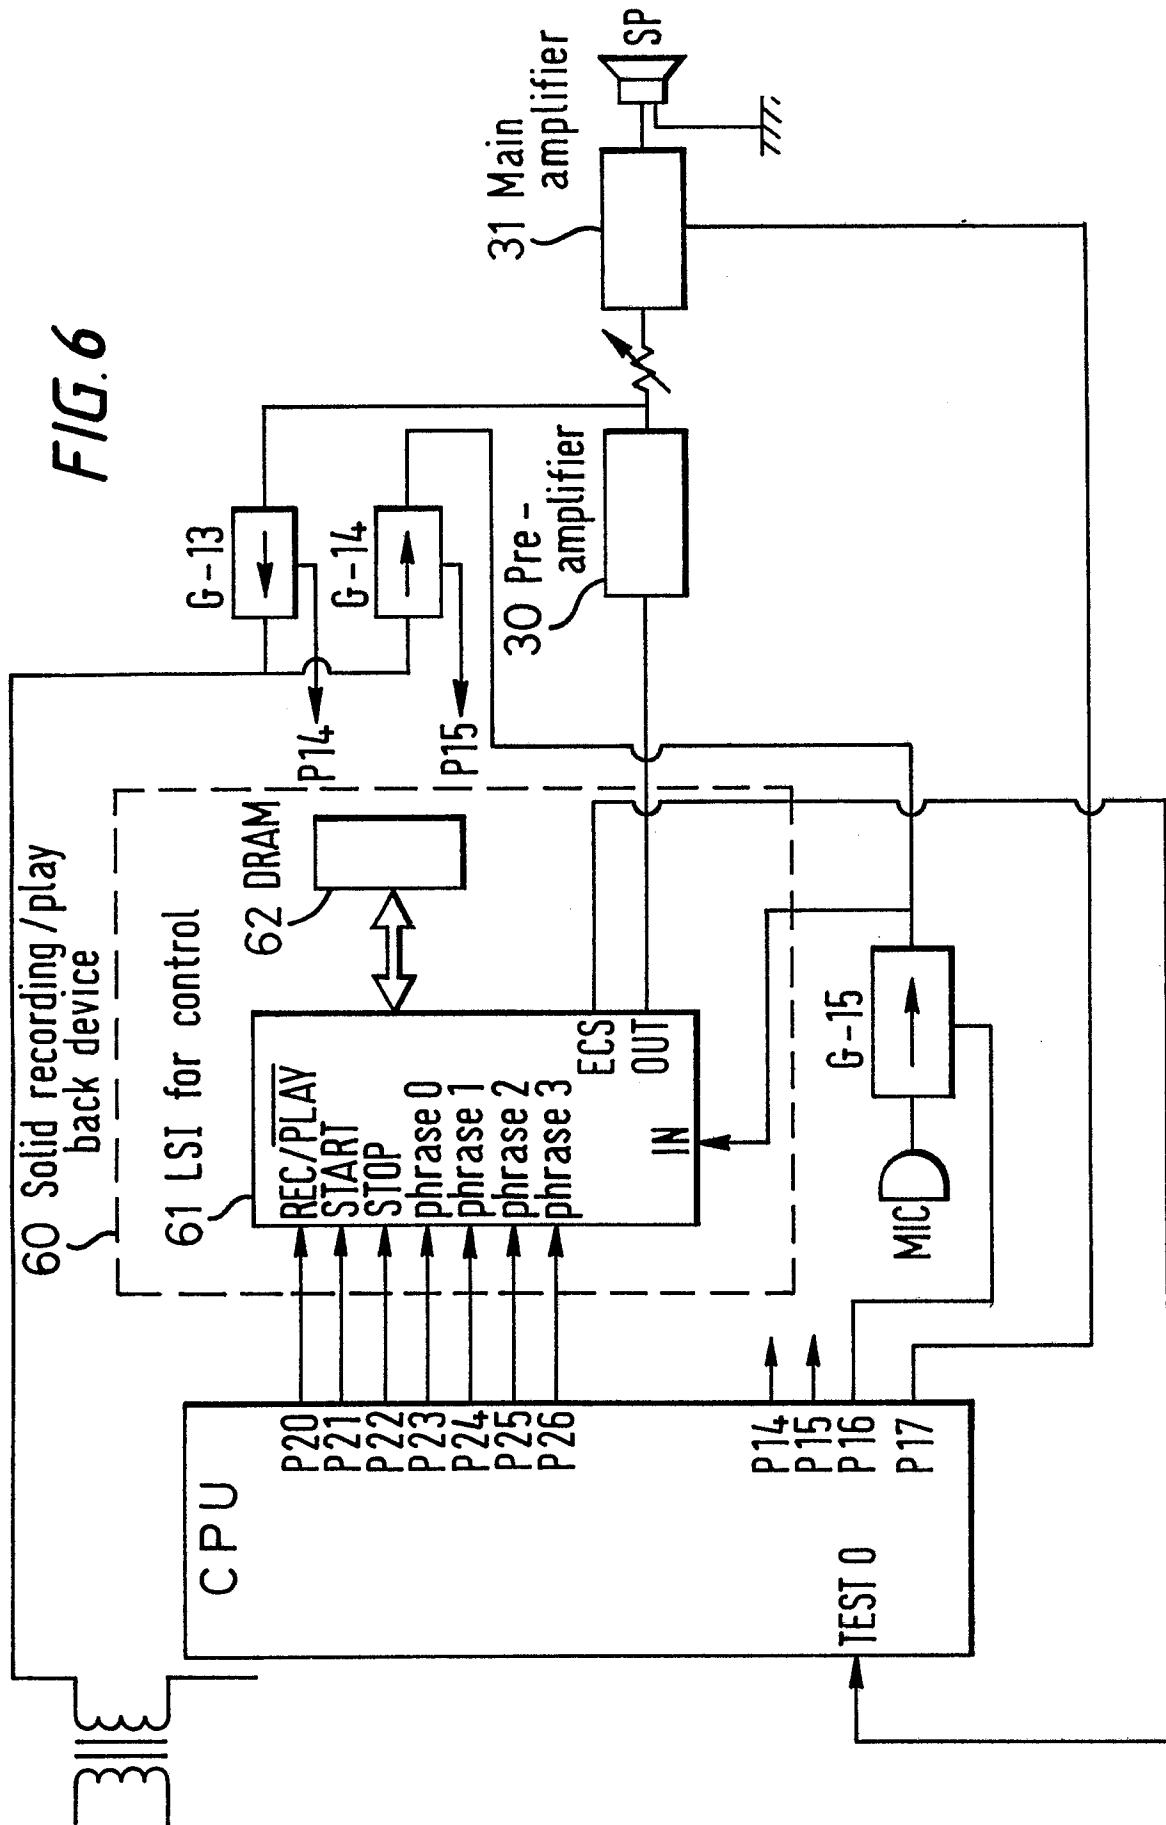 FIG. 6
60 Solid recording/play
back device
61 LSI for control
62 DRAM
REC/PLAY
START
STOP
phrase 0
phrase 1
phrase 2
phrase 3
ECS
OUT
IN
CPU
P20
P21
P22
P23
P24
P25
P26
P14
P15
P16
P17
TEST 0
G-13
P14
G-14
P15
G-15
MIC
30 Pre-
amplifier
31 Main
amplifier
SP